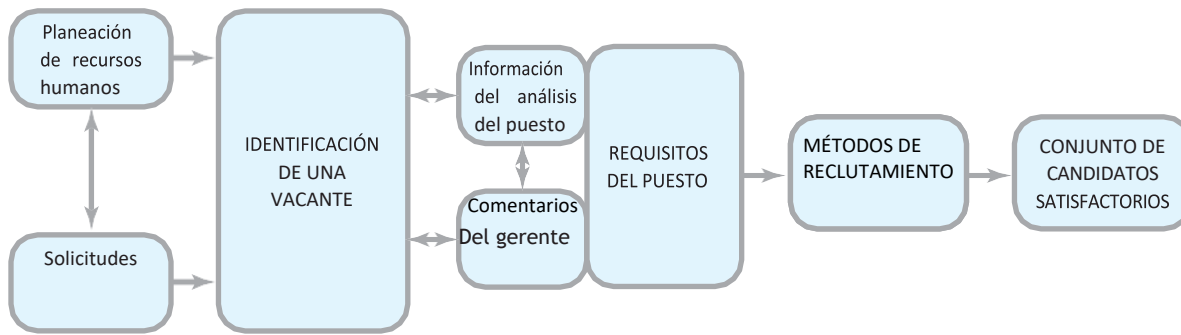 Planeación
de recursos
humanos
Solicitudes
IDENTIFICACIÓN
DE UNA
VACANTE
Información
del análisis
del puesto
Comentarios
Del gerente
REQUISITOS
DEL PUESTO
MÉTODOS DE
RECLUTAMIENTO
CONJUNTO DE
CANDIDATOS
SATISFACTORIOS